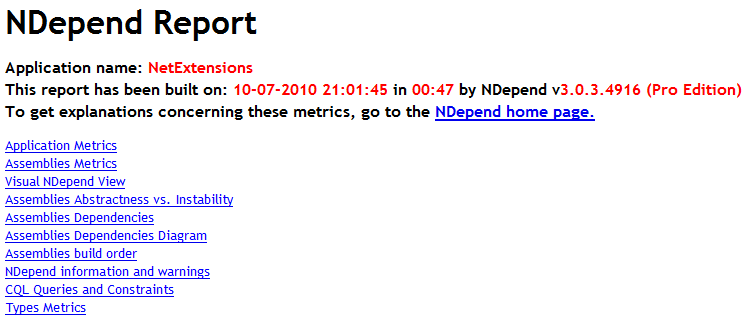 NDepend Report
Application name: NetExtensions
This report has been built on: 10-07-2010 21:01:45 in 00:47 by NDepend v3.0.3.4916 (Pro Edition)
To get explanations concerning these metrics, go to the NDepend home page.
Application Metrics
Assemblies Metrics
Visual NDepend View
Assemblies Abstractness vs. Instability
Assemblies Dependencies
Assemblies Dependencies Diagram
Assemblies build order
NDepend information and warnings
CQL Queries and Constraints
Types Metrics